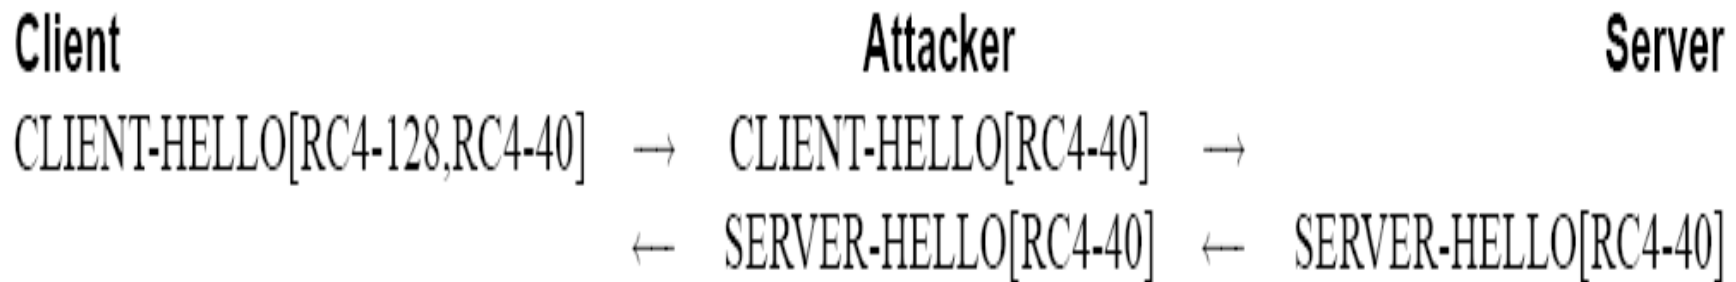 Client Attacker Server
CLIENT-HELLO[RC4-128,RC4-40] → CLIENT-HELLO[RC4-40] →
← SERVER-HELLO[RC4-40] ← SERVER-HELLO[RC4-40]